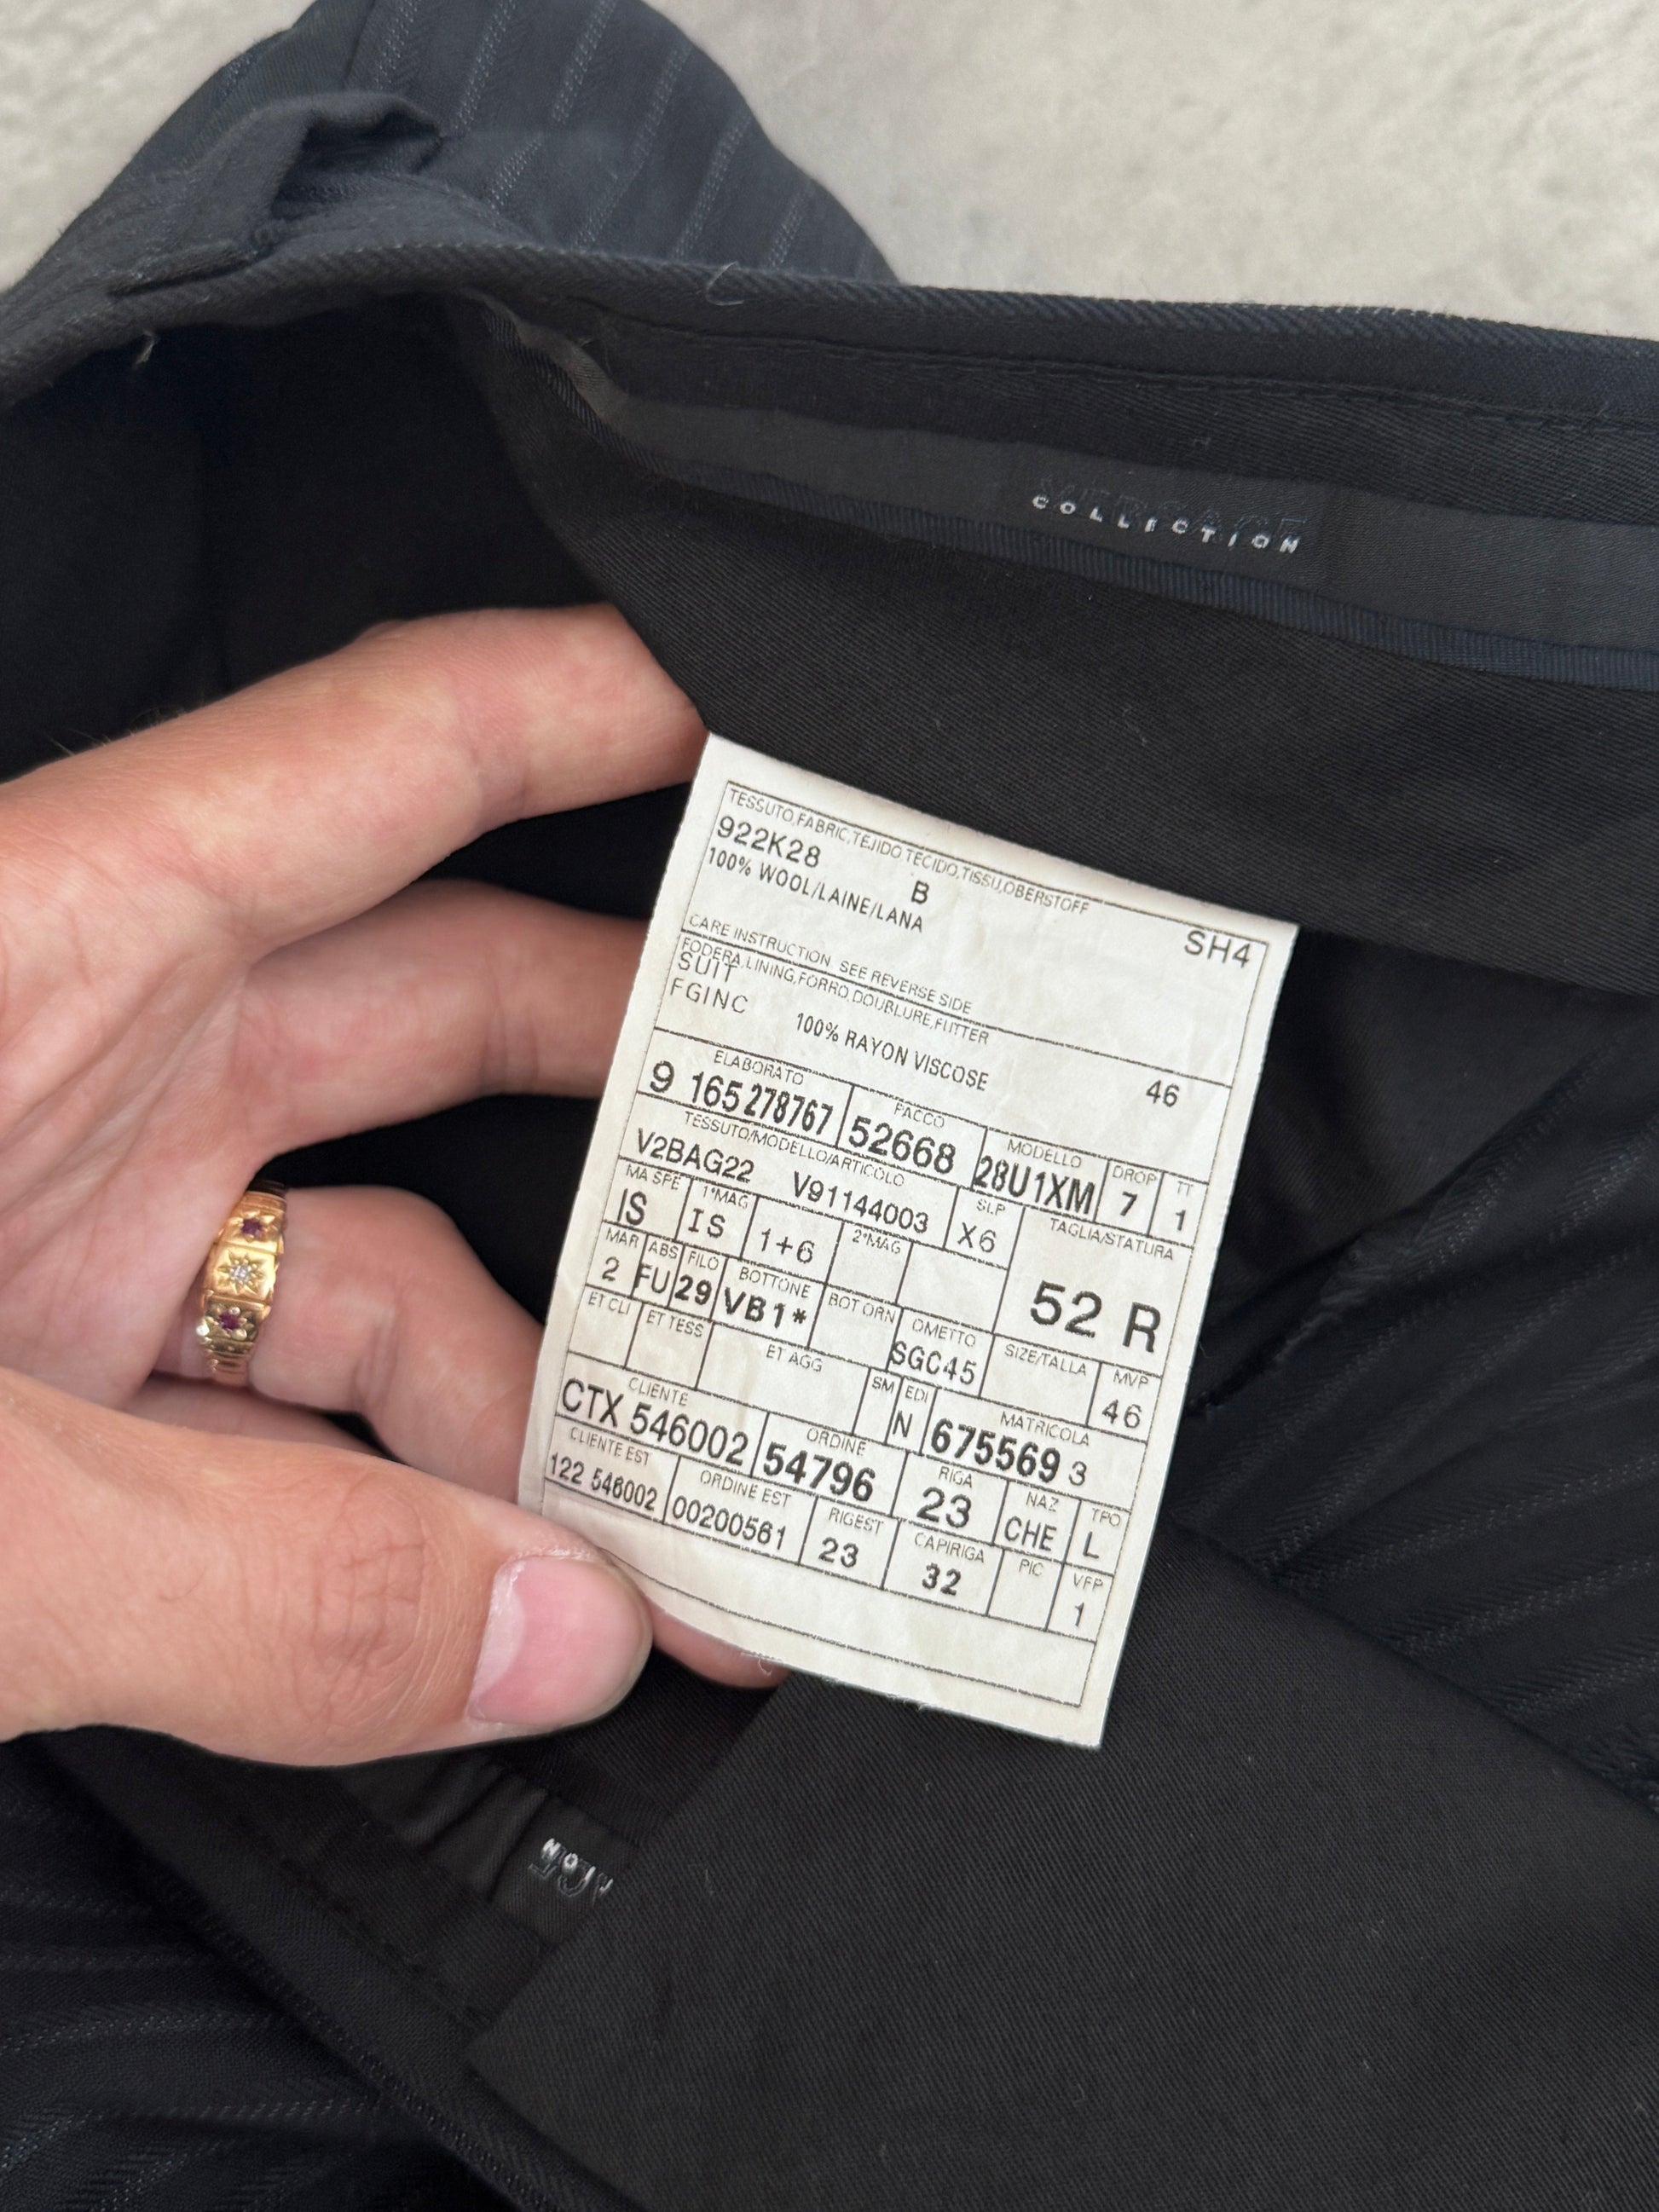 VERSACE
COLLECTION
TESSUTO,FABRIC,TEJIDO TECIDO,TISSU,OBERSTOFF
922K28 B SH4
100% WOOL/LAINE/LANA
CARE INSTRUCTION SEE REVERSE SIDE
FODERA,LINING,FORRO,DOUBLURE,FUTTER
SUIT
FGINC 100% RAYON VISCOSE 46
ELABORATO PACCO MODELLO DROP TT
9 165278767 52668 28U1XM 7 1
TESSUTO/MODELLO/ARTICOLO SLP TAGLIA/STATURA
V2BAG22 V91144003 X6 52 R
MA SPE 1°MAG 2°MAG
IS IS 1+6
MAR ABS FILO BOTTONE BOT ORN OMETTO SIZE/TALLA MVP
2 FU 29 VB1* SGC45 46
ET CLI ET TESS ET AGG SM EDI MATRICOLA
N 675569 3
CLIENTE ORDINE RIGA NAZ TPO
CTX 546002 54796 23 CHE L
CLIENTE EST ORDINE EST RIGEST CAPIRIGA PIC VFP
122 546002 00200561 23 32 1